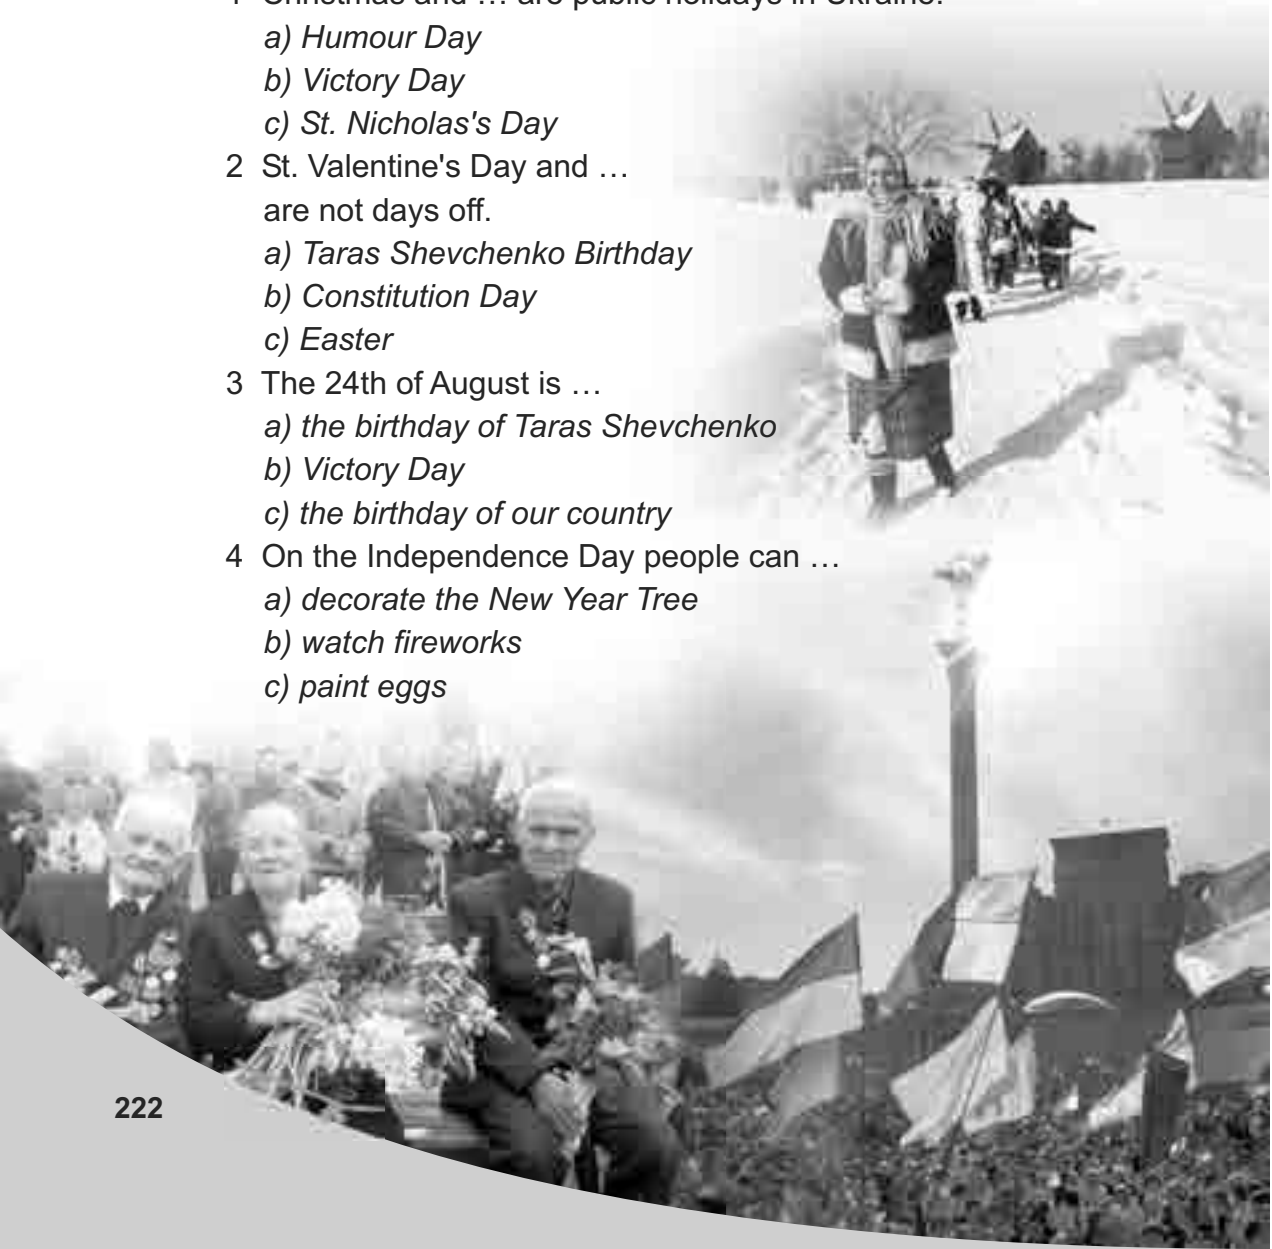 Christmas and … are public holidays in Ukraine.
a) Humour Day
b) Victory Day
c) St. Nicholas's Day
2 St. Valentine's Day and …
are not days off.
a) Taras Shevchenko Birthday
b) Constitution Day
c) Easter
3 The 24th of August is …
a) the birthday of Taras Shevchenko
b) Victory Day
c) the birthday of our country
4 On the Independence Day people can …
a) decorate the New Year Tree
b) watch fireworks
c) paint eggs
222